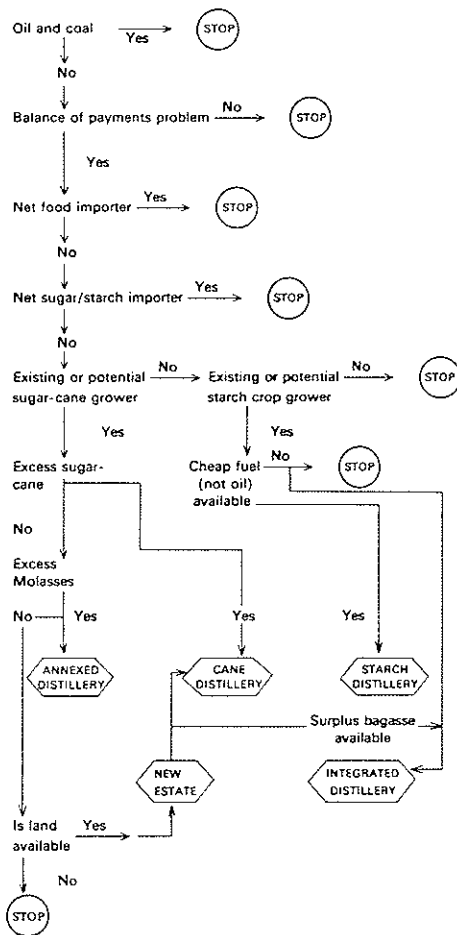 Oil and coal
Yes
STOP
No
Balance of payments problem
No
STOP
Yes
Net food importer
Yes
STOP
No
Net sugar/starch importer
Yes
STOP
No
Existing or potential
sugar-cane grower
No
Existing or potential
starch crop grower
No
STOP
Yes
Yes
Excess sugar-
cane
Cheap fuel
(not oil)
available
No
STOP
No
Excess
Molasses
No
Yes
Yes
Yes
ANNEXED
DISTILLERY
CANE
DISTILLERY
STARCH
DISTILLERY
Surplus bagasse
available
NEW
ESTATE
INTEGRATED
DISTILLERY
Is land
available
Yes
No
STOP